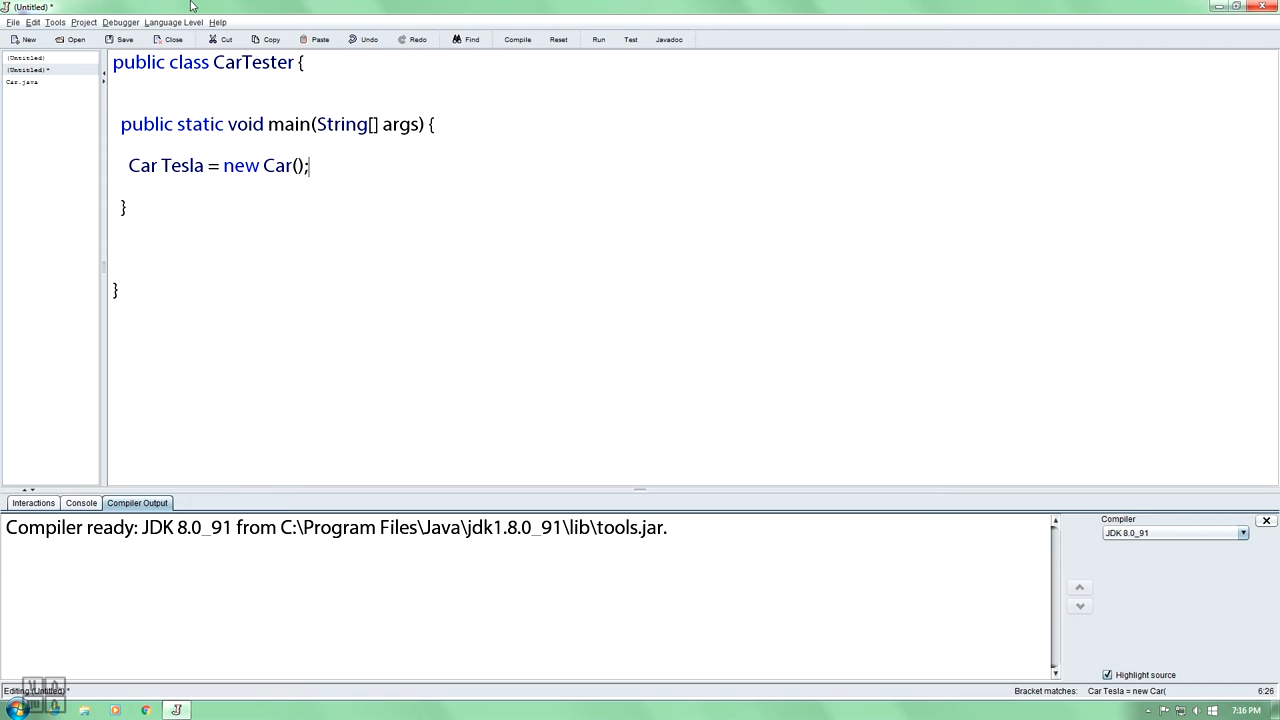 (Untitled) *
File Edit Tools Project Debugger Language Level Help
New Open Save Close Cut Copy Paste Undo Redo Find Compile Reset Run Test Javadoc
(Untitled)
(Untitled) *
Car.java
public class CarTester {
public static void main(String[] args) {
Car Tesla = new Car();
}
}
Interactions Console Compiler Output
Compiler ready: JDK 8.0_91 from C:\Program Files\Java\jdk1.8.0_91\lib\tools.jar.
Compiler
JDK 8.0_91
Highlight source
Editing (Untitled) * Bracket matches: Car Tesla = new Car( 6:26
7:16 PM